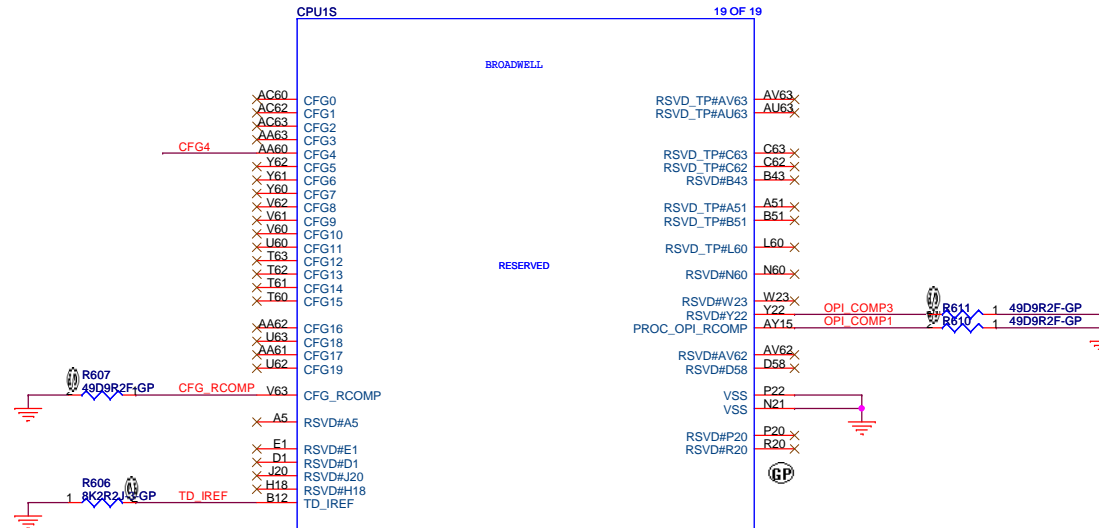 CPU1S
19 OF 19
BROADWELL
RESERVED
AC60 CFG0
AC62 CFG1
AC63 CFG2
AA63 CFG3
CFG4 AA60 CFG4
Y62 CFG5
Y61 CFG6
Y60 CFG7
V62 CFG8
V61 CFG9
V60 CFG10
U60 CFG11
T63 CFG12
T62 CFG13
T61 CFG14
T60 CFG15
AA62 CFG16
U63 CFG18
AA61 CFG17
U62 CFG19
R607
49D9R2F-GP
2 1 CFG_RCOMP V63 CFG_RCOMP
A5 RSVD#A5
E1 RSVD#E1
D1 RSVD#D1
J20 RSVD#J20
H18 RSVD#H18
R606
1 2 TD_IREF B12 TD_IREF
RSVD_TP#AV63 AV63
RSVD_TP#AU63 AU63
RSVD_TP#C63 C63
RSVD_TP#C62 C62
RSVD#B43 B43
RSVD_TP#A51 A51
RSVD_TP#B51 B51
RSVD_TP#L60 L60
RSVD#N60 N60
RSVD#W23 W23
RSVD#Y22 Y22 OPI_COMP3 2 R611 1 49D9R2F-GP
PROC_OPI_RCOMP AY15 OPI_COMP1 2 R610 1 49D9R2F-GP
RSVD#AV62 AV62
RSVD#D58 D58
VSS P22
VSS N21
RSVD#P20 P20
RSVD#R20 R20
GP